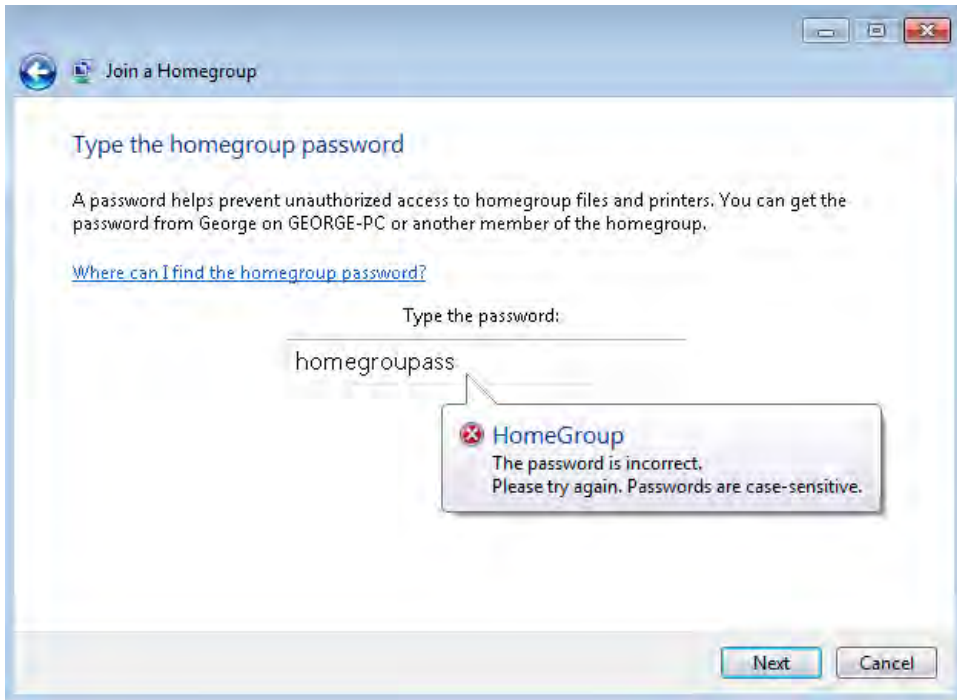 Join a Homegroup
Type the homegroup password
A password helps prevent unauthorized access to homegroup files and printers. You can get the
password from George on GEORGE-PC or another member of the homegroup.
Where can I find the homegroup password?
Type the password:
homegroupass
HomeGroup
The password is incorrect.
Please try again. Passwords are case-sensitive.
Next
Cancel